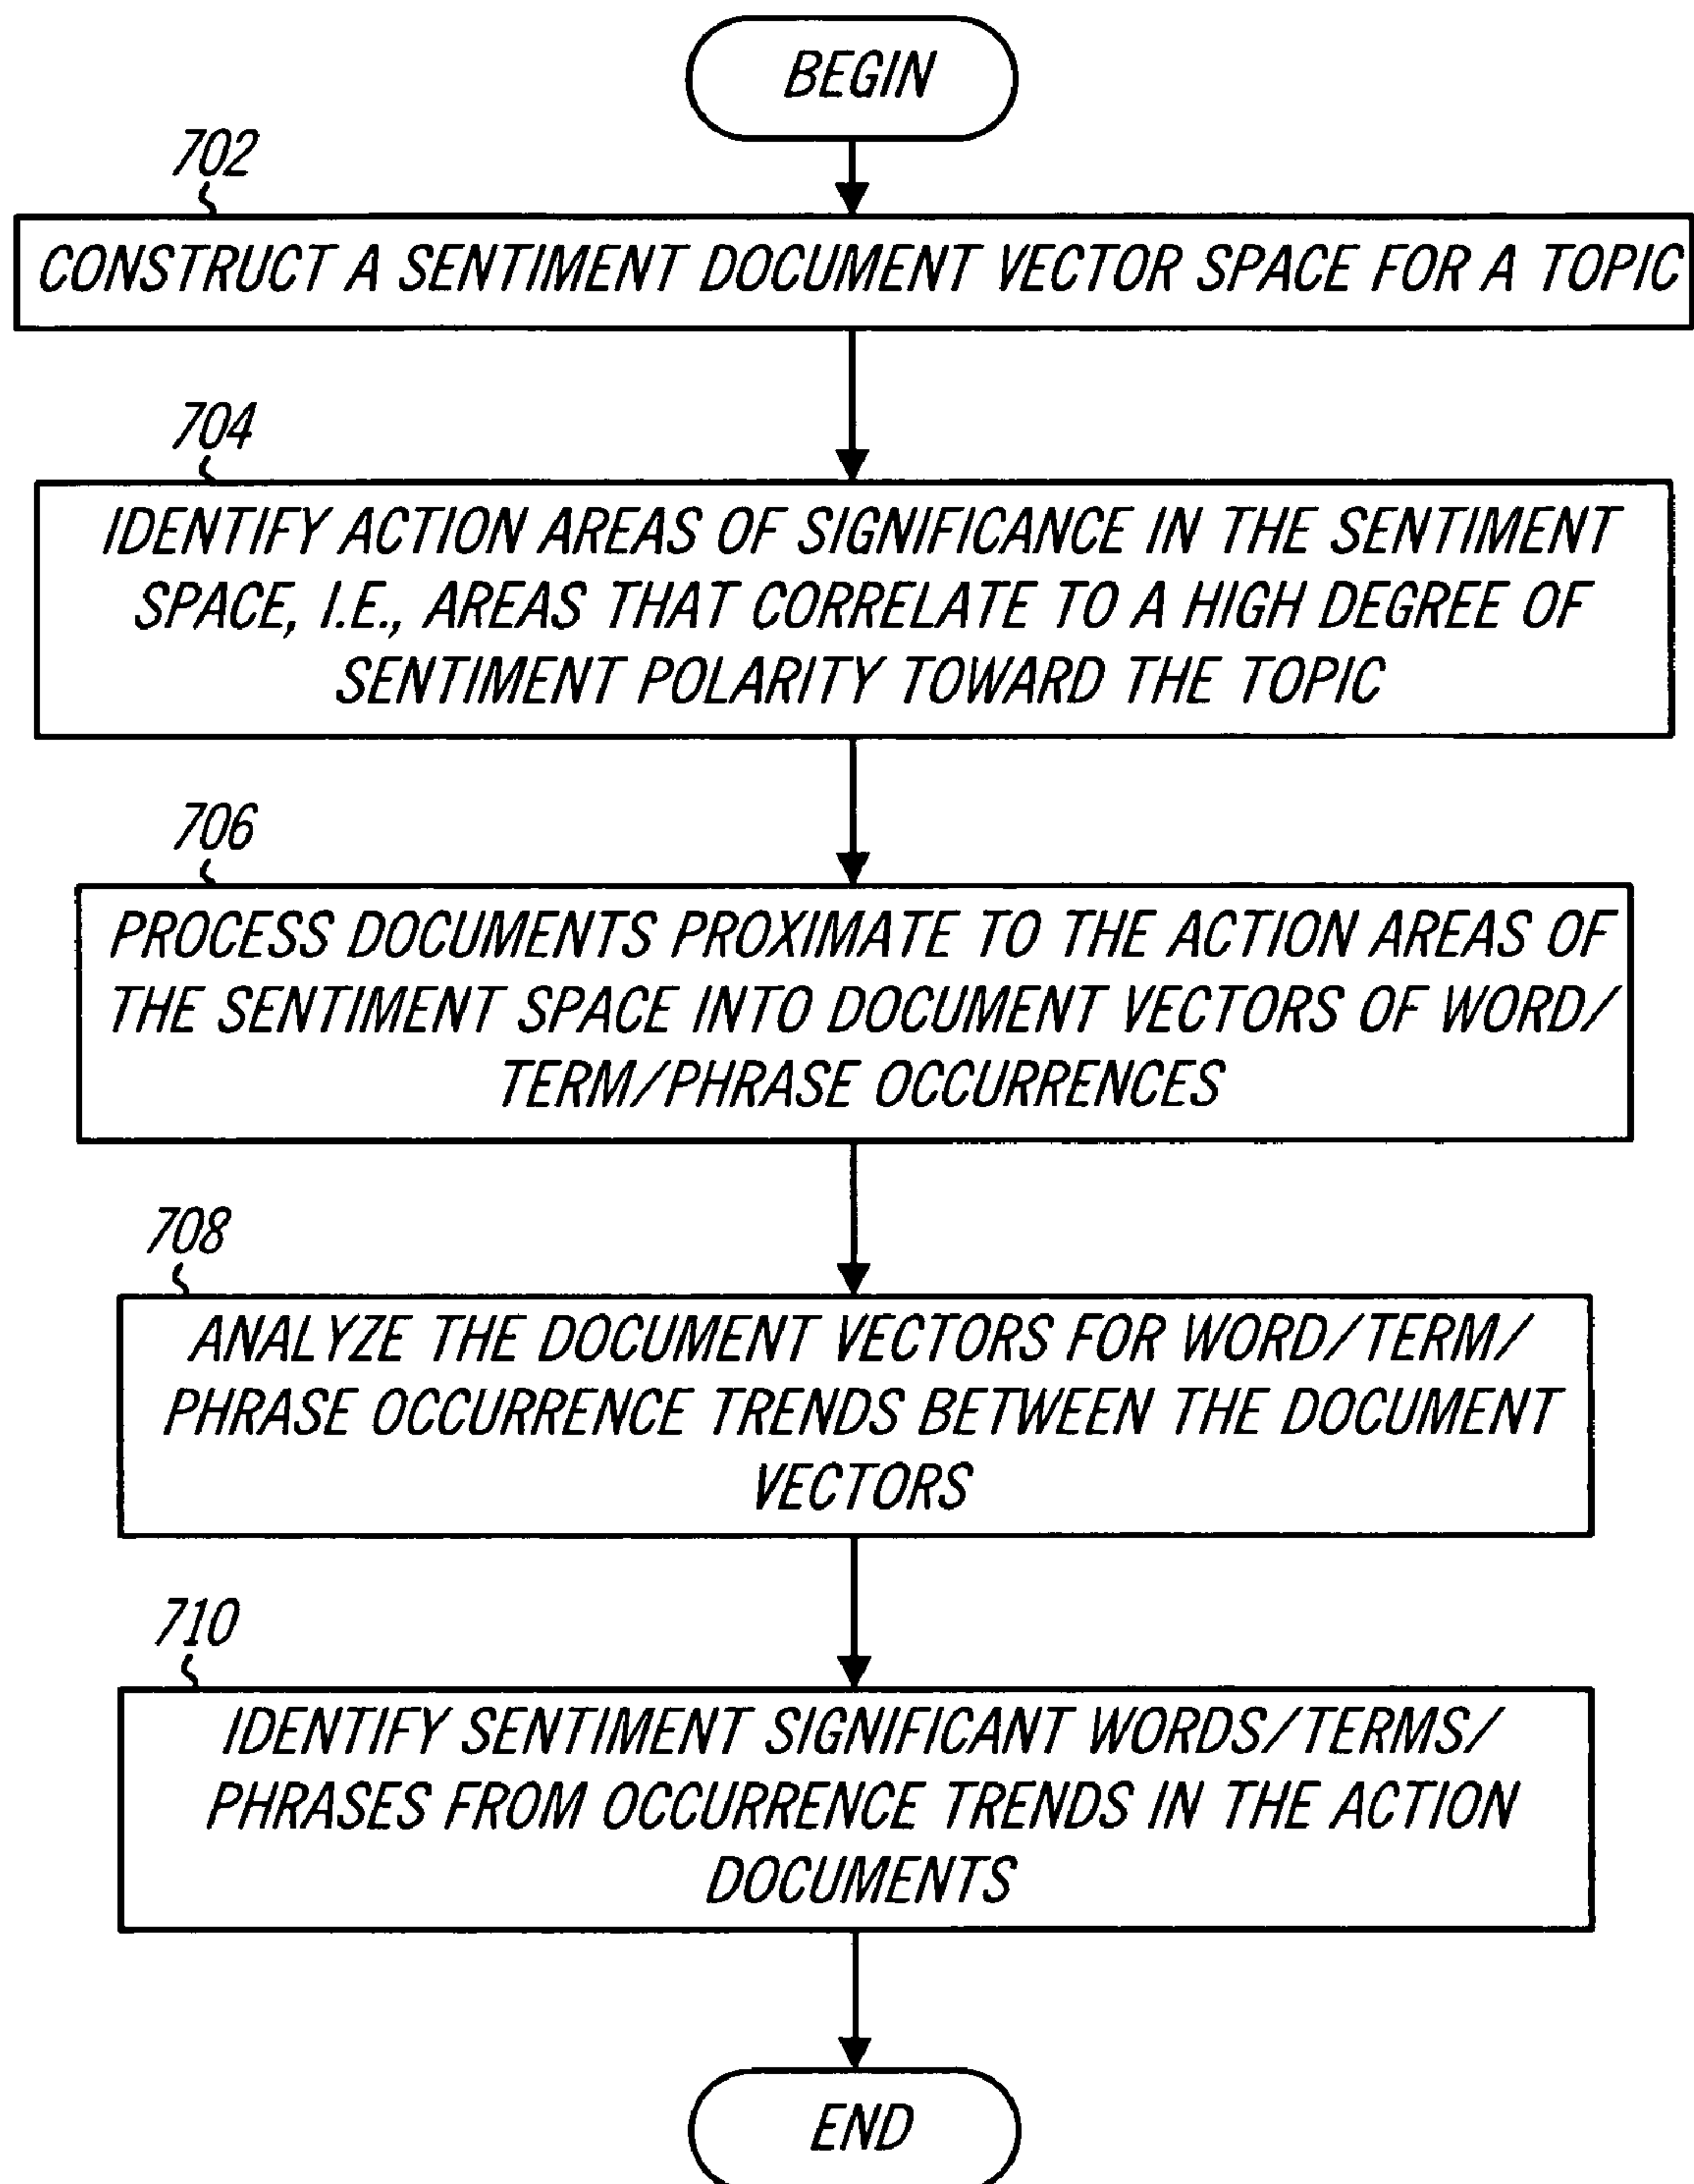 BEGIN
702
CONSTRUCT A SENTIMENT DOCUMENT VECTOR SPACE FOR A TOPIC
704
IDENTIFY ACTION AREAS OF SIGNIFICANCE IN THE SENTIMENT
SPACE, I.E., AREAS THAT CORRELATE TO A HIGH DEGREE OF
SENTIMENT POLARITY TOWARD THE TOPIC
706
PROCESS DOCUMENTS PROXIMATE TO THE ACTION AREAS OF
THE SENTIMENT SPACE INTO DOCUMENT VECTORS OF WORD/
TERM/PHRASE OCCURRENCES
708
ANALYZE THE DOCUMENT VECTORS FOR WORD/TERM/
PHRASE OCCURRENCE TRENDS BETWEEN THE DOCUMENT
VECTORS
710
IDENTIFY SENTIMENT SIGNIFICANT WORDS/TERMS/
PHRASES FROM OCCURRENCE TRENDS IN THE ACTION
DOCUMENTS
END